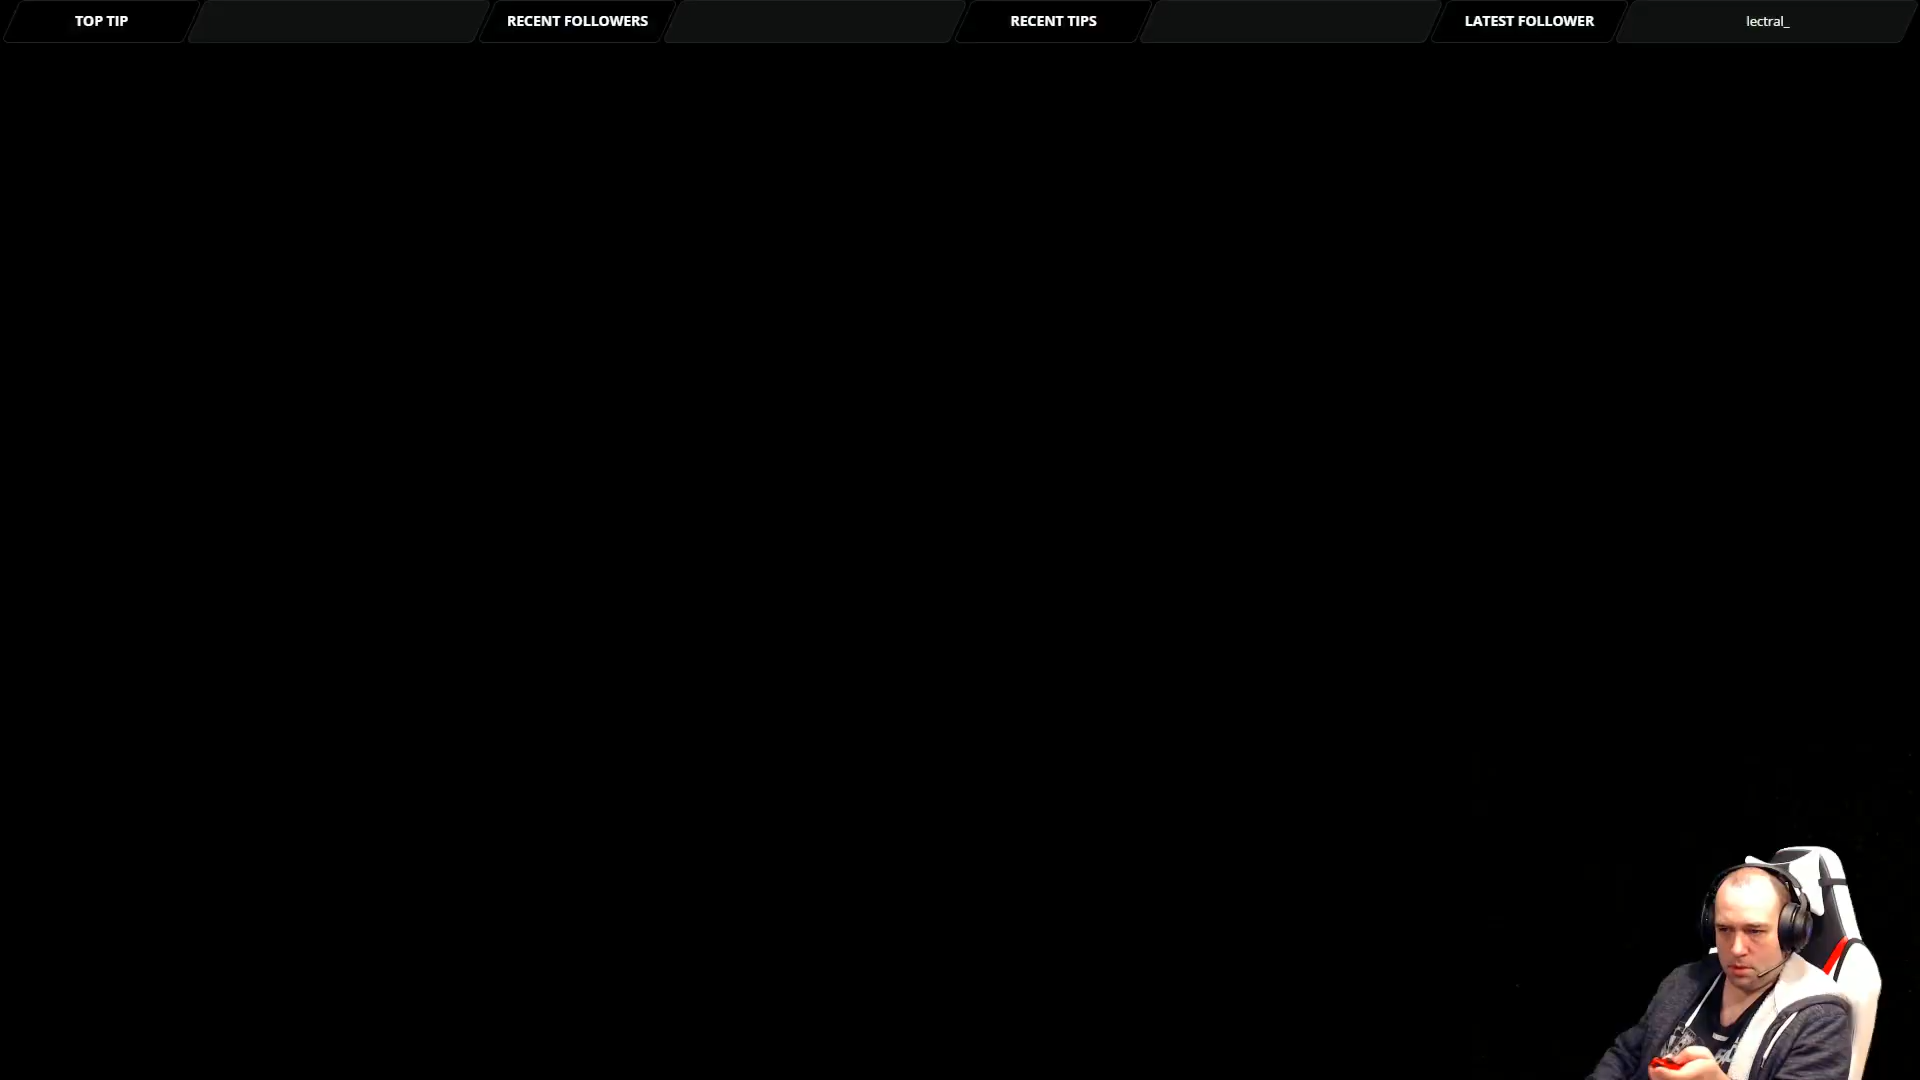 TOP TIP
RECENT FOLLOWERS
RECENT TIPS
LATEST FOLLOWER
lectral_